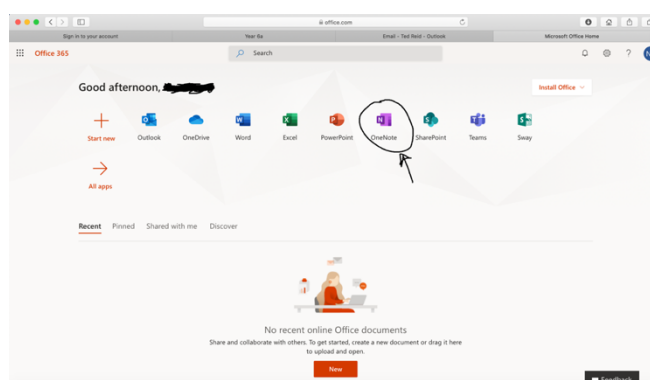 office.com
Sign in to your account
Year 8a
Email - Ted Reid - Outlook
Microsoft Office Home
Office 365
Search
?
Good afternoon,
Install Office
Start new
Outlook
OneDrive
Word
Excel
PowerPoint
OneNote
SharePoint
Teams
Sway
All apps
Recent Pinned Shared with me Discover
No recent online Office documents
Share and collaborate with others. To get started, create a new document or drag it here
to upload and open.
New
Feedback